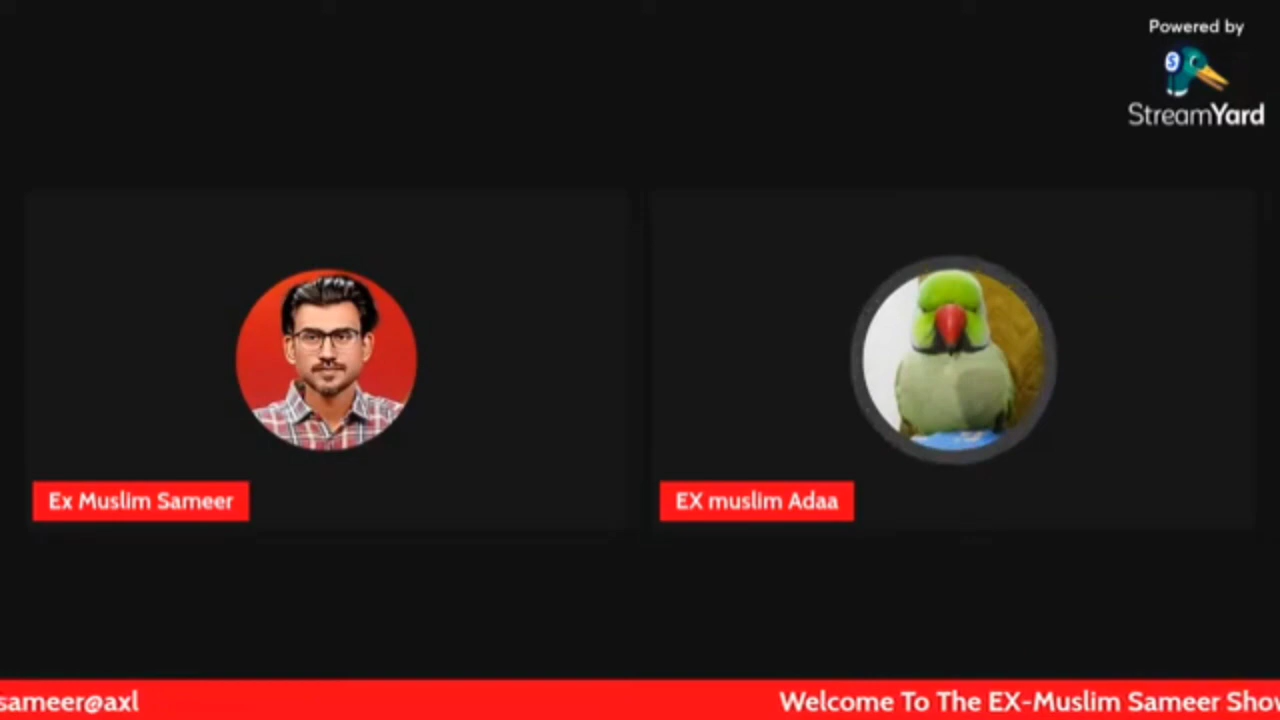 Powered by
StreamYard
Ex Muslim Sameer
EX muslim Adaa
sameer@axl
Welcome To The EX-Muslim Sameer Show